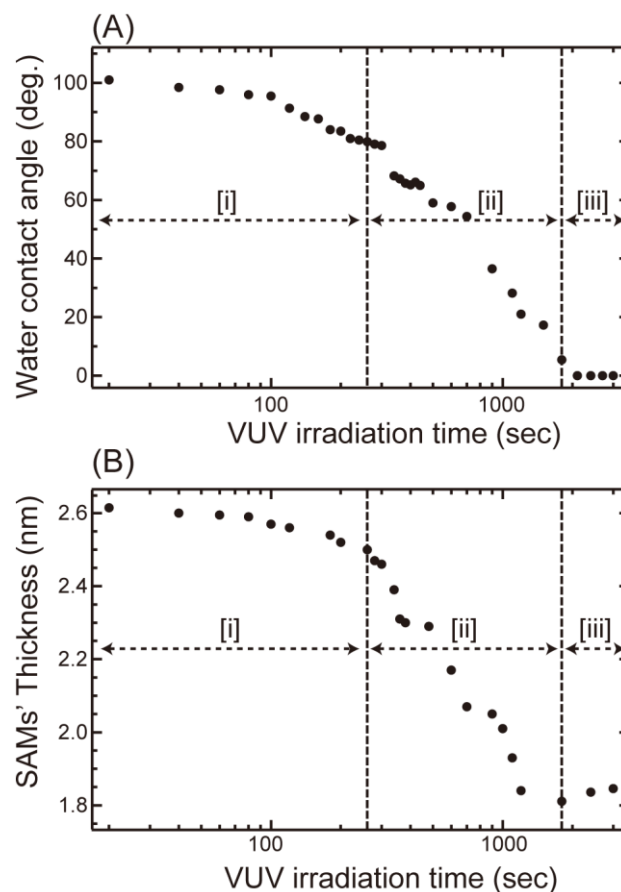 (A)
Water contact angle (deg.)
100
80
60
40
20
0
[i]
[ii]
[iii]
100
1000
VUV irradiation time (sec)
(B)
SAMs' Thickness (nm)
2.6
2.4
2.2
2.0
1.8
[i]
[ii]
[iii]
100
1000
VUV irradiation time (sec)